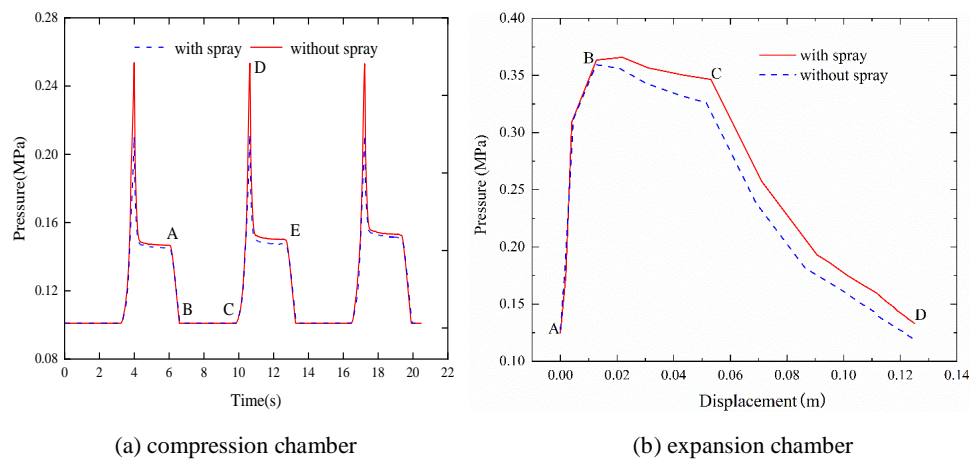 0.28
0.24
0.20
0.16
0.12
0.08
Pressure(MPa)
with spray
without spray
D
A
E
B
C
0 2 4 6 8 10 12 14 16 18 20 22
Time(s)
(a) compression chamber
0.40
0.35
0.30
0.25
0.20
0.15
0.10
Pressure (MPa)
with spray
without spray
B
C
A
D
0.00 0.02 0.04 0.06 0.08 0.10 0.12 0.14
Displacement (m)
(b) expansion chamber